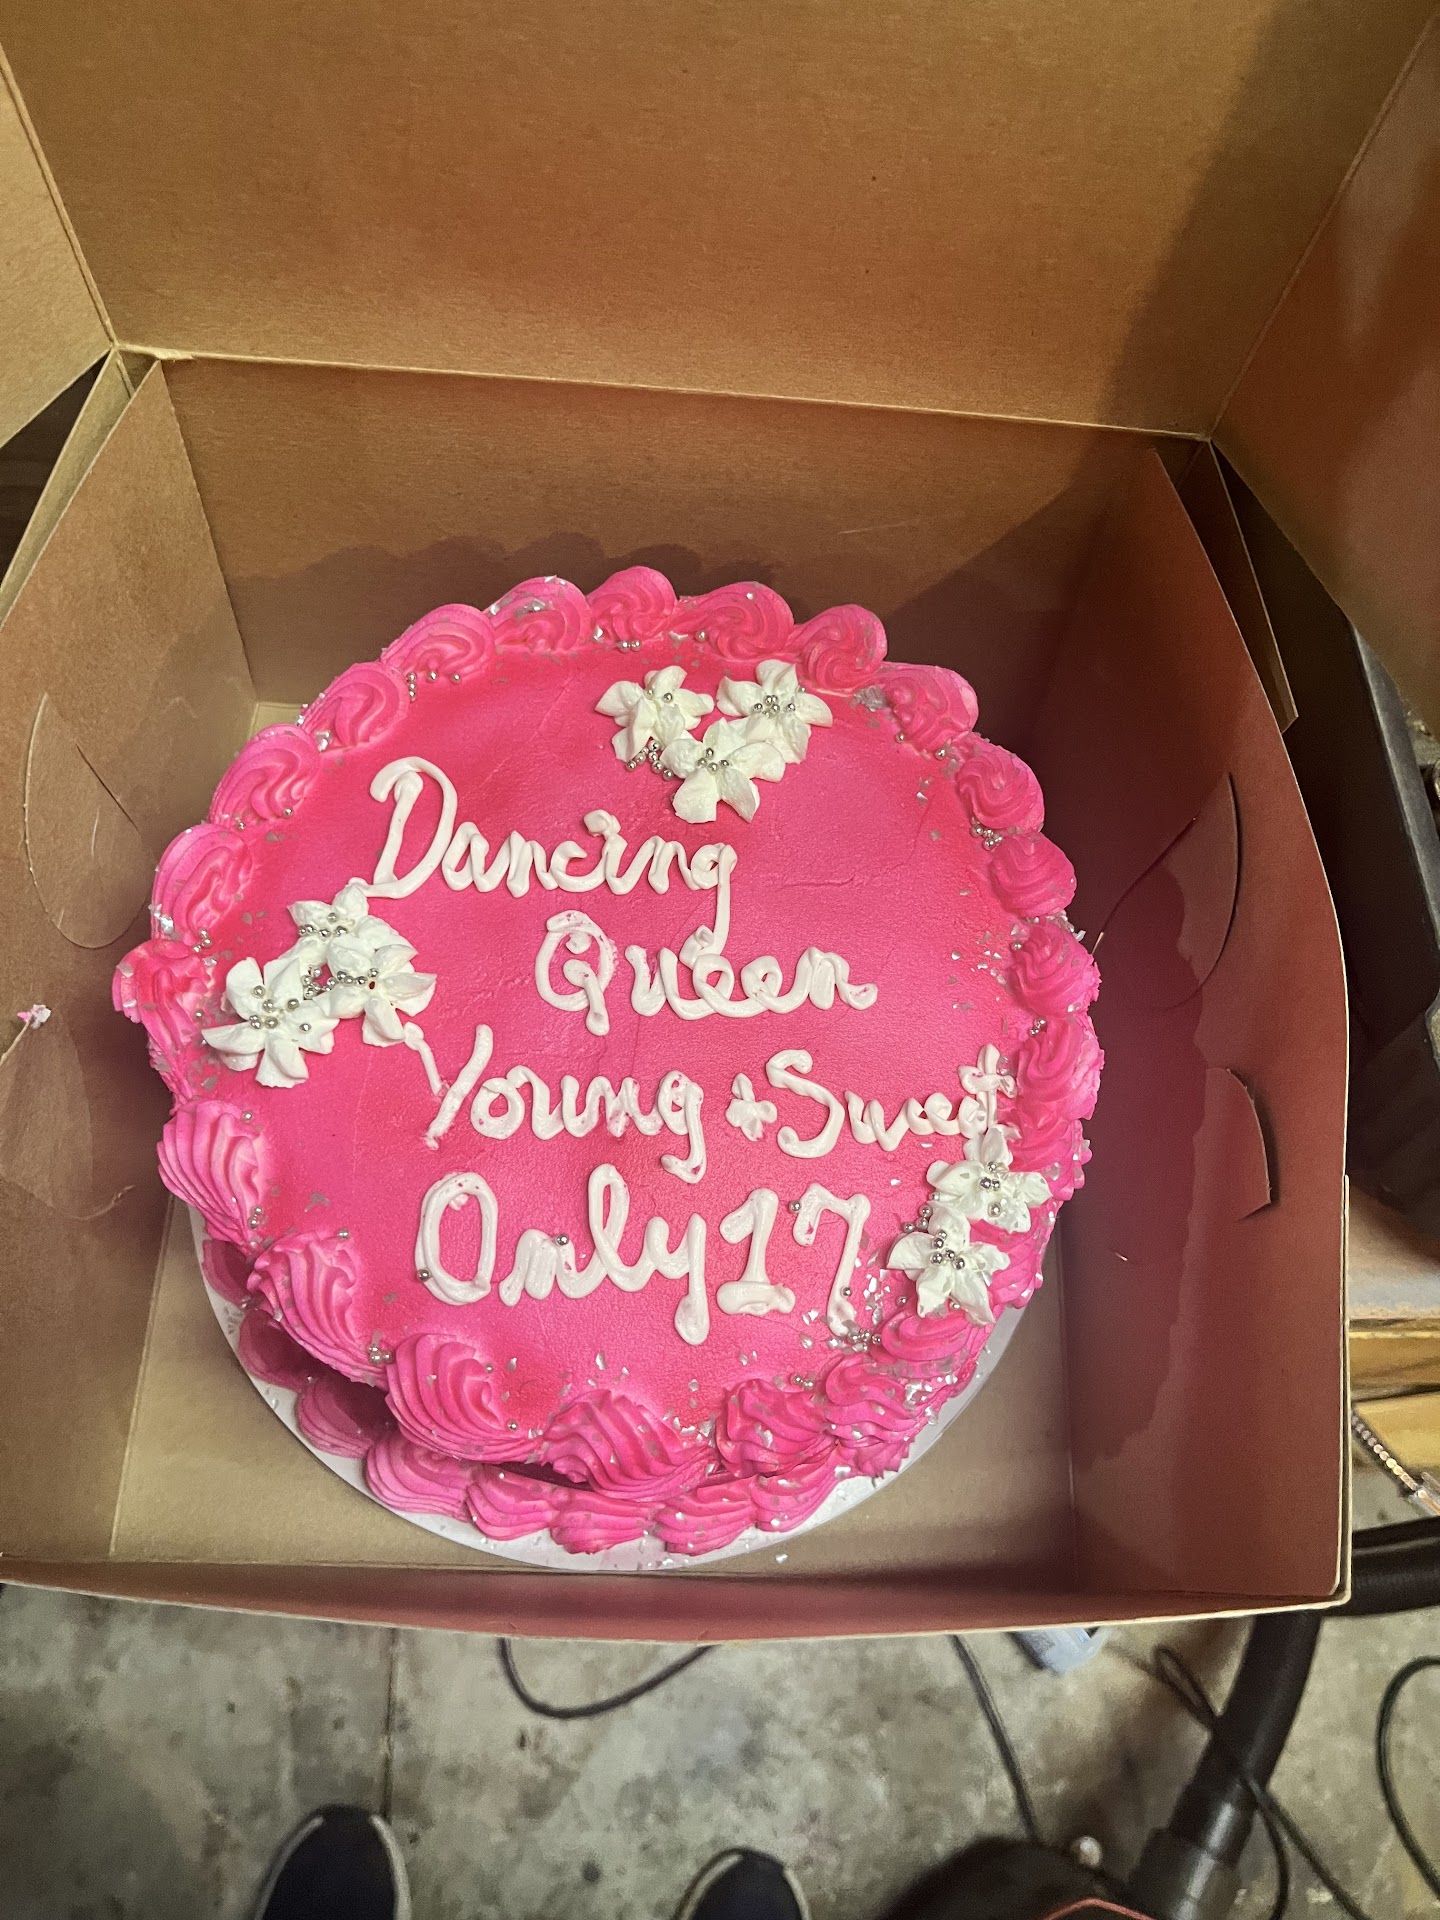 Dancing
Queen
Young + Sweet
Only 17